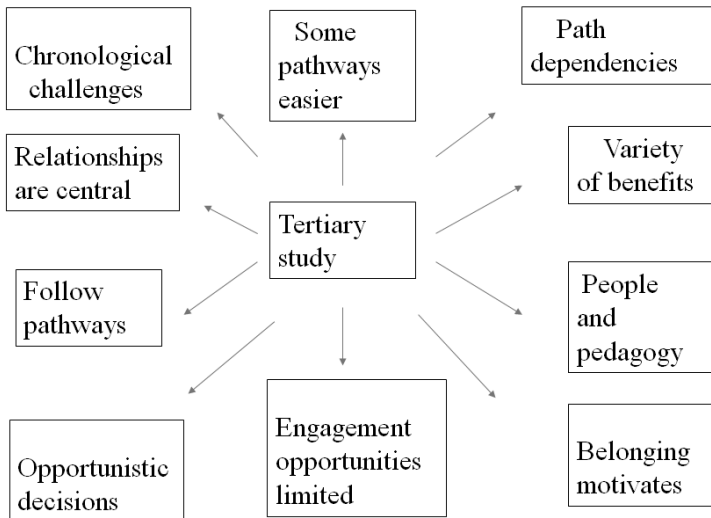 Chronological
challenges
Some
pathways
easier
Path
dependencies
Relationships
are central
Variety
of benefits
Tertiary
study
Follow
pathways
People
and
pedagogy
Opportunistic
decisions
Engagement
opportunities
limited
Belonging
motivates